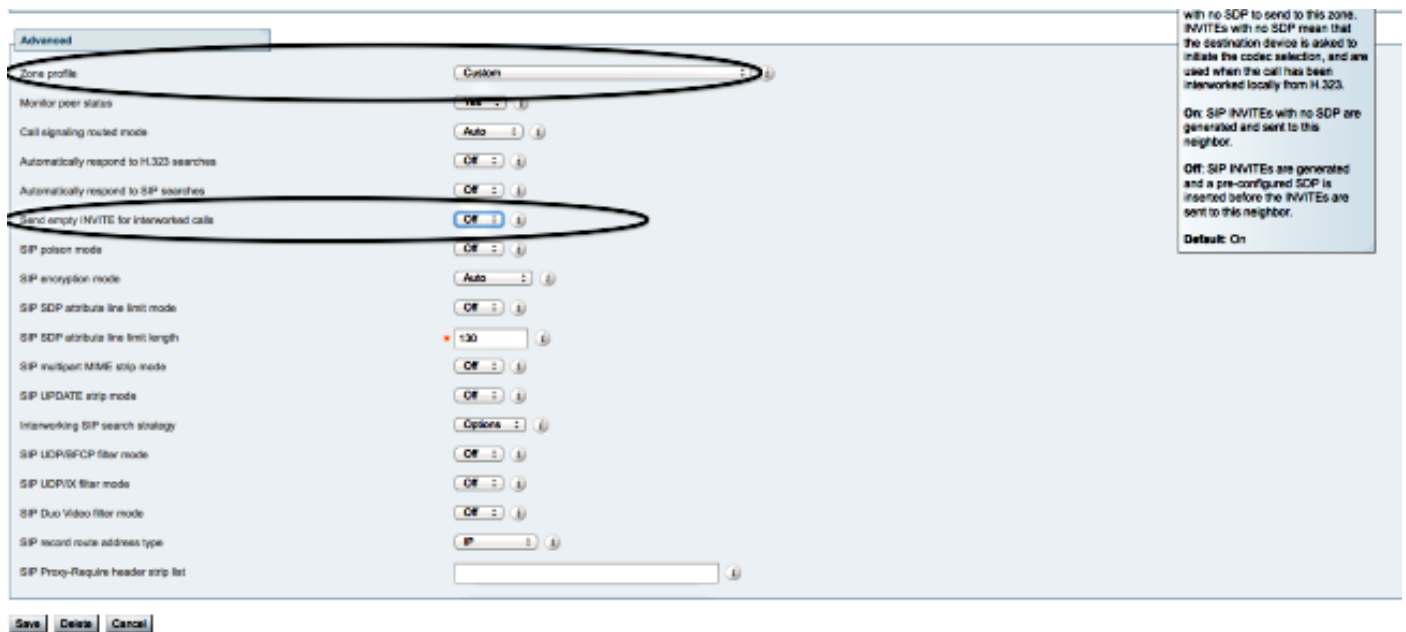 Advanced
Zone profile Custom
Monitor peer status Yes
Call signaling routed mode Auto
Automatically respond to H.323 searches Off
Automatically respond to SIP searches Off
Send empty INVITE for interworked calls Off
SIP poison mode Off
SIP encryption mode Auto
SIP SDP attribute line limit mode Off
SIP SDP attribute line limit length 130
SIP multipart MIME strip mode Off
SIP UPDATE strip mode Off
Interworking SIP search strategy Options
SIP UDP/BFCP filter mode Off
SIP UDP/IX filter mode Off
SIP Duo Video filter mode Off
SIP record route address type IP
SIP Proxy-Require header strip list
Save Delete Cancel
with no SDP to send to this zone.
INVITEs with no SDP mean that
the destination device is asked to
initiate the codec selection, and are
used when the call has been
interworked locally from H.323.
On: SIP INVITEs with no SDP are
generated and sent to this
neighbor.
Off: SIP INVITEs are generated
and a pre-configured SDP is
inserted before the INVITEs are
sent to this neighbor.
Default: On